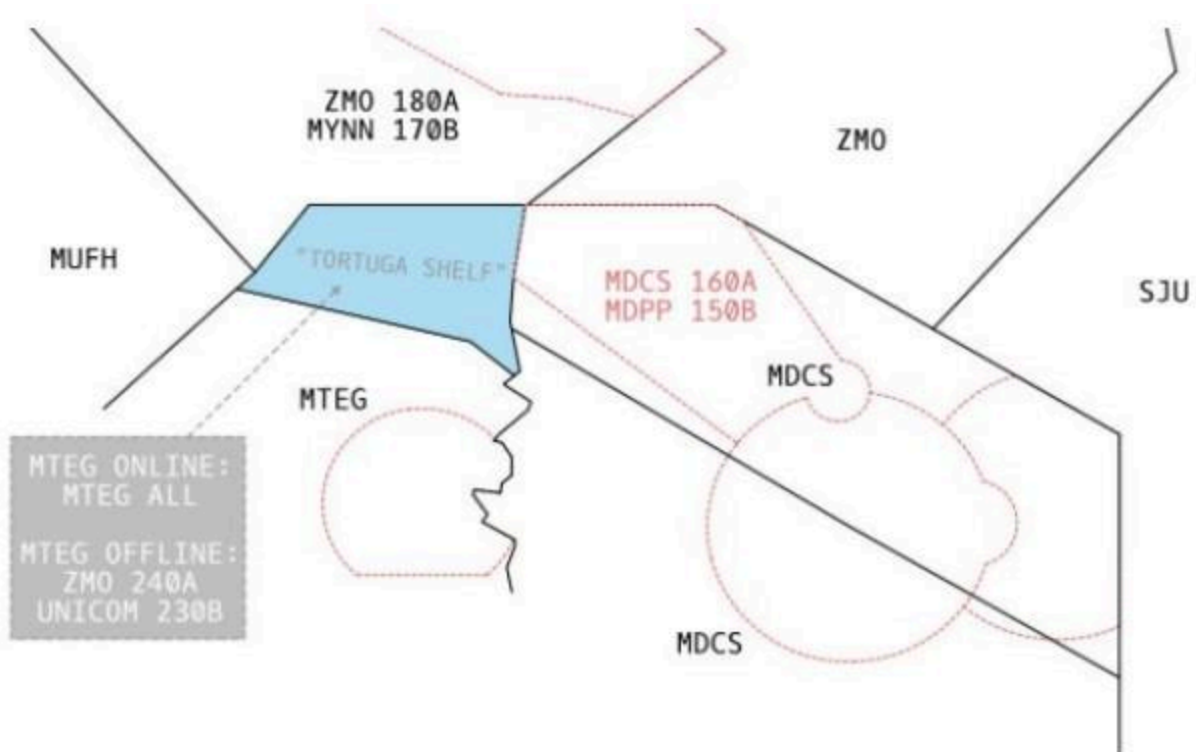 ZMO 180A
MYNN 170B
ZMO
MUFH
"TORTUGA SHELF"
MDCS 160A
MDPP 150B
SJU
MDCS
MTEG
MTEG ONLINE:
MTEG ALL
MTEG OFFLINE:
ZMO 240A
UNICOM 230B
MDCS